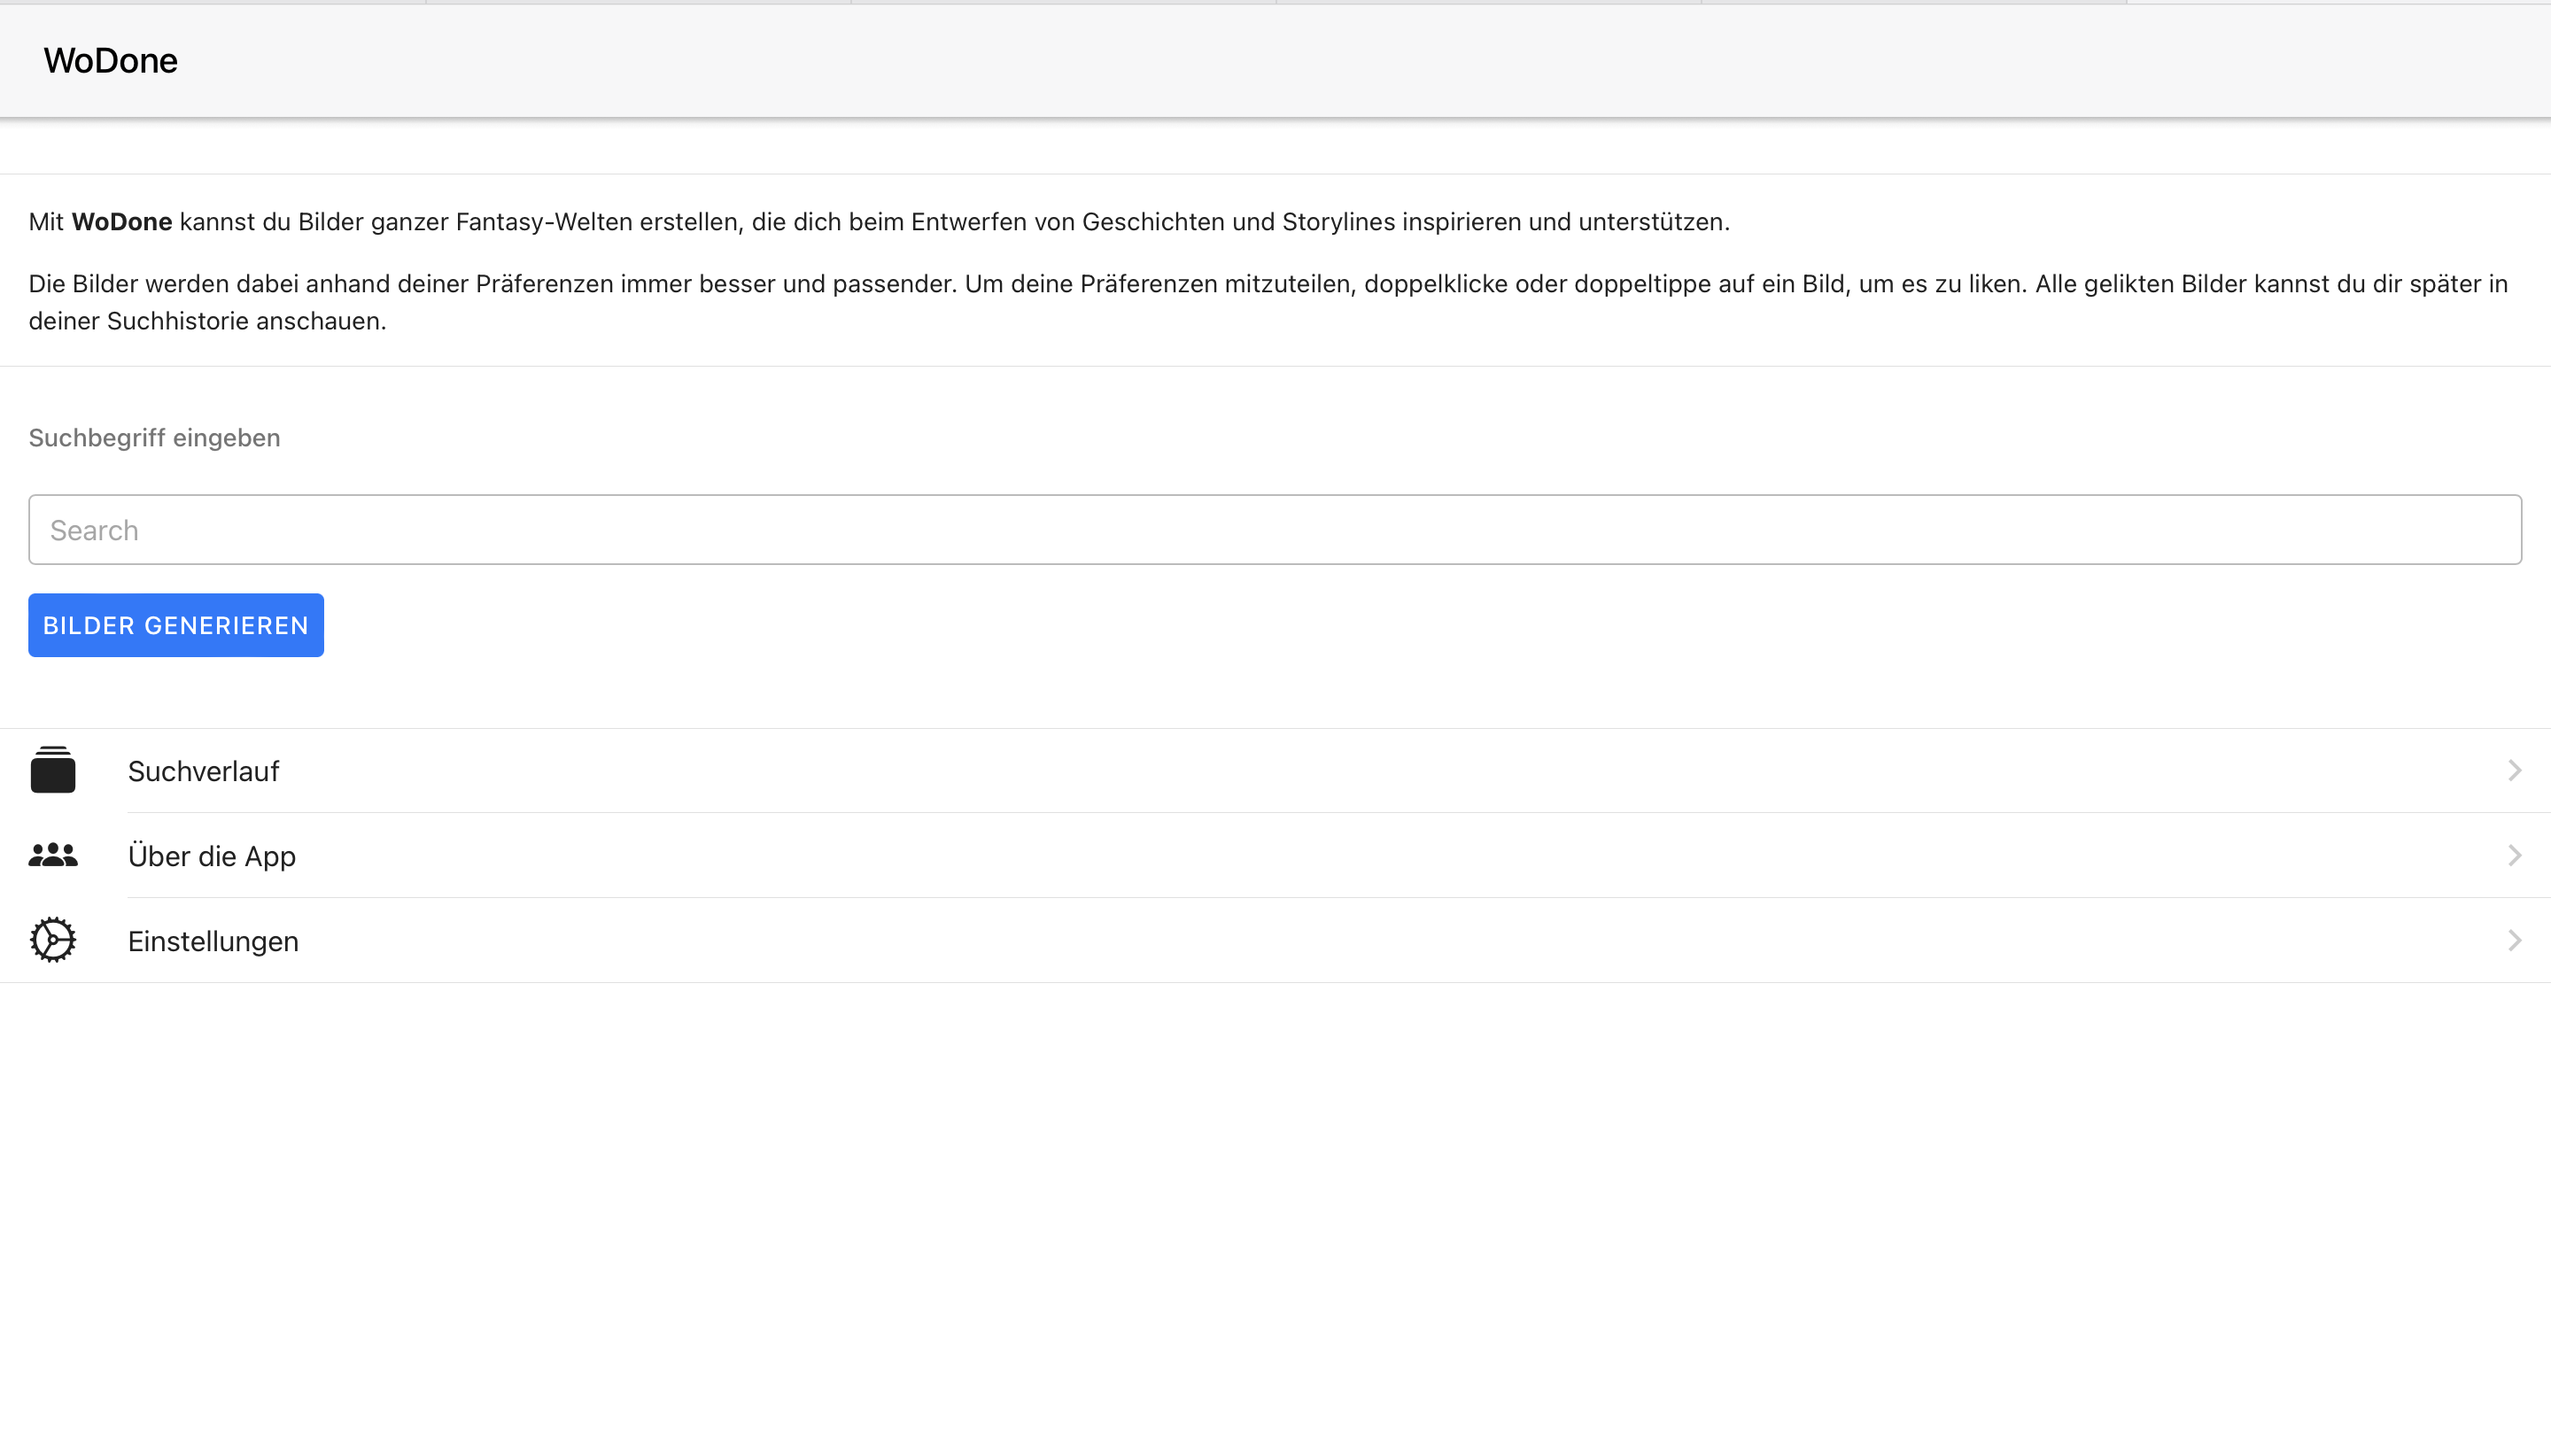 WoDone
Mit WoDone kannst du Bilder ganzer Fantasy-Welten erstellen, die dich beim Entwerfen von Geschichten und Storylines inspirieren und unterstützen.
Die Bilder werden dabei anhand deiner Präferenzen immer besser und passender. Um deine Präferenzen mitzuteilen, doppelklicke oder doppeltippe auf ein Bild, um es zu liken. Alle gelikten Bilder kannst du dir später in
deiner Suchhistorie anschauen.
Suchbegriff eingeben
Search
BILDER GENERIEREN
Suchverlauf
Über die App
Einstellungen